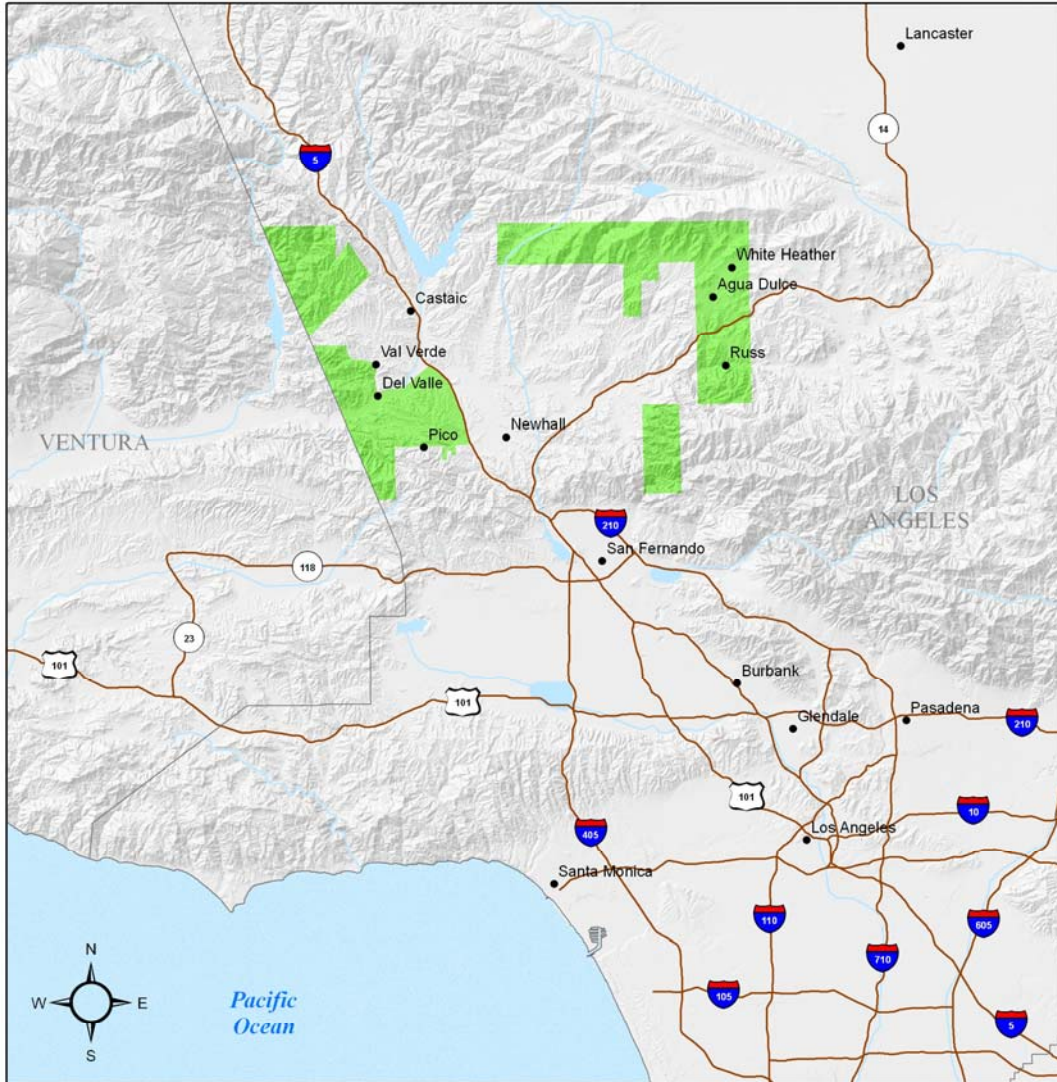 Lancaster
14
5
White Heather
Agua Dulce
Castaic
Val Verde
Russ
Del Valle
Newhall
Pico
VENTURA
LOS
ANGELES
210
San Fernando
118
23
101
Burbank
101
Pasadena
210
Glendale
101
10
405
Los Angeles
Santa Monica
110
605
710
105
5
N
W
E
S
Pacific
Ocean